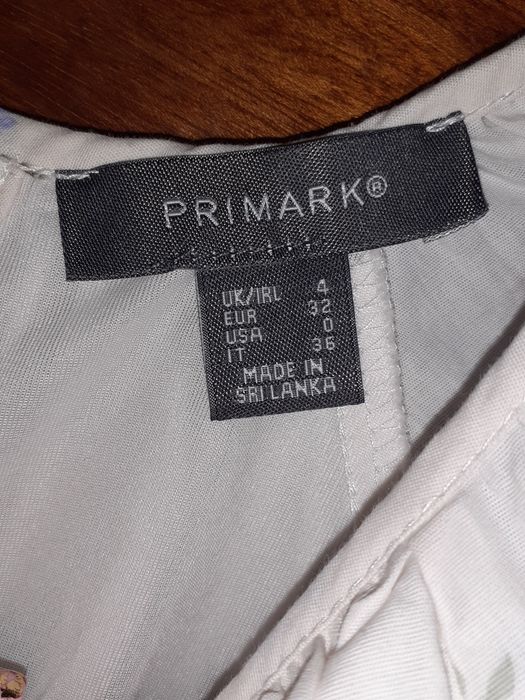 PRIMARK®
UK/IRL 4
EUR 32
USA 0
IT 36
MADE IN
SRI LANKA